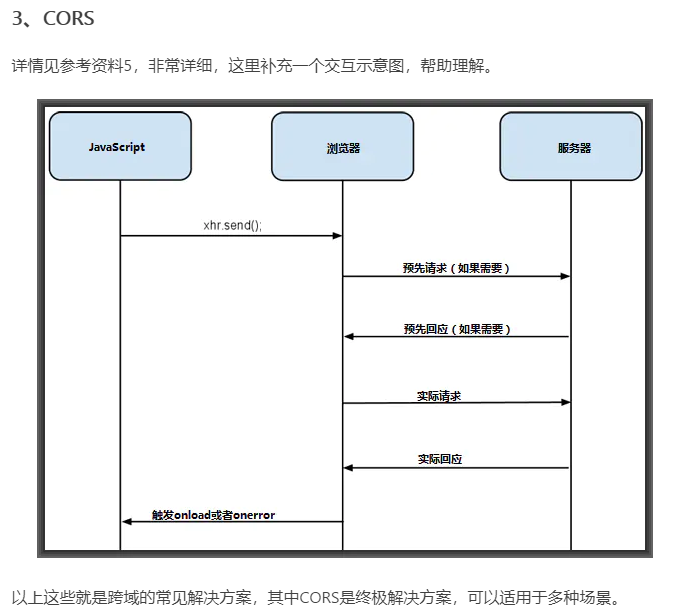 3、CORS
详情见参考资料5，非常详细，这里补充一个交互示意图，帮助理解。
JavaScript
浏览器
服务器
xhr.send();
预先请求（如果需要）
预先回应（如果需要）
实际请求
实际回应
触发onload或者onerror
以上这些就是跨域的常见解决方案，其中CORS是终极解决方案，可以适用于多种场景。